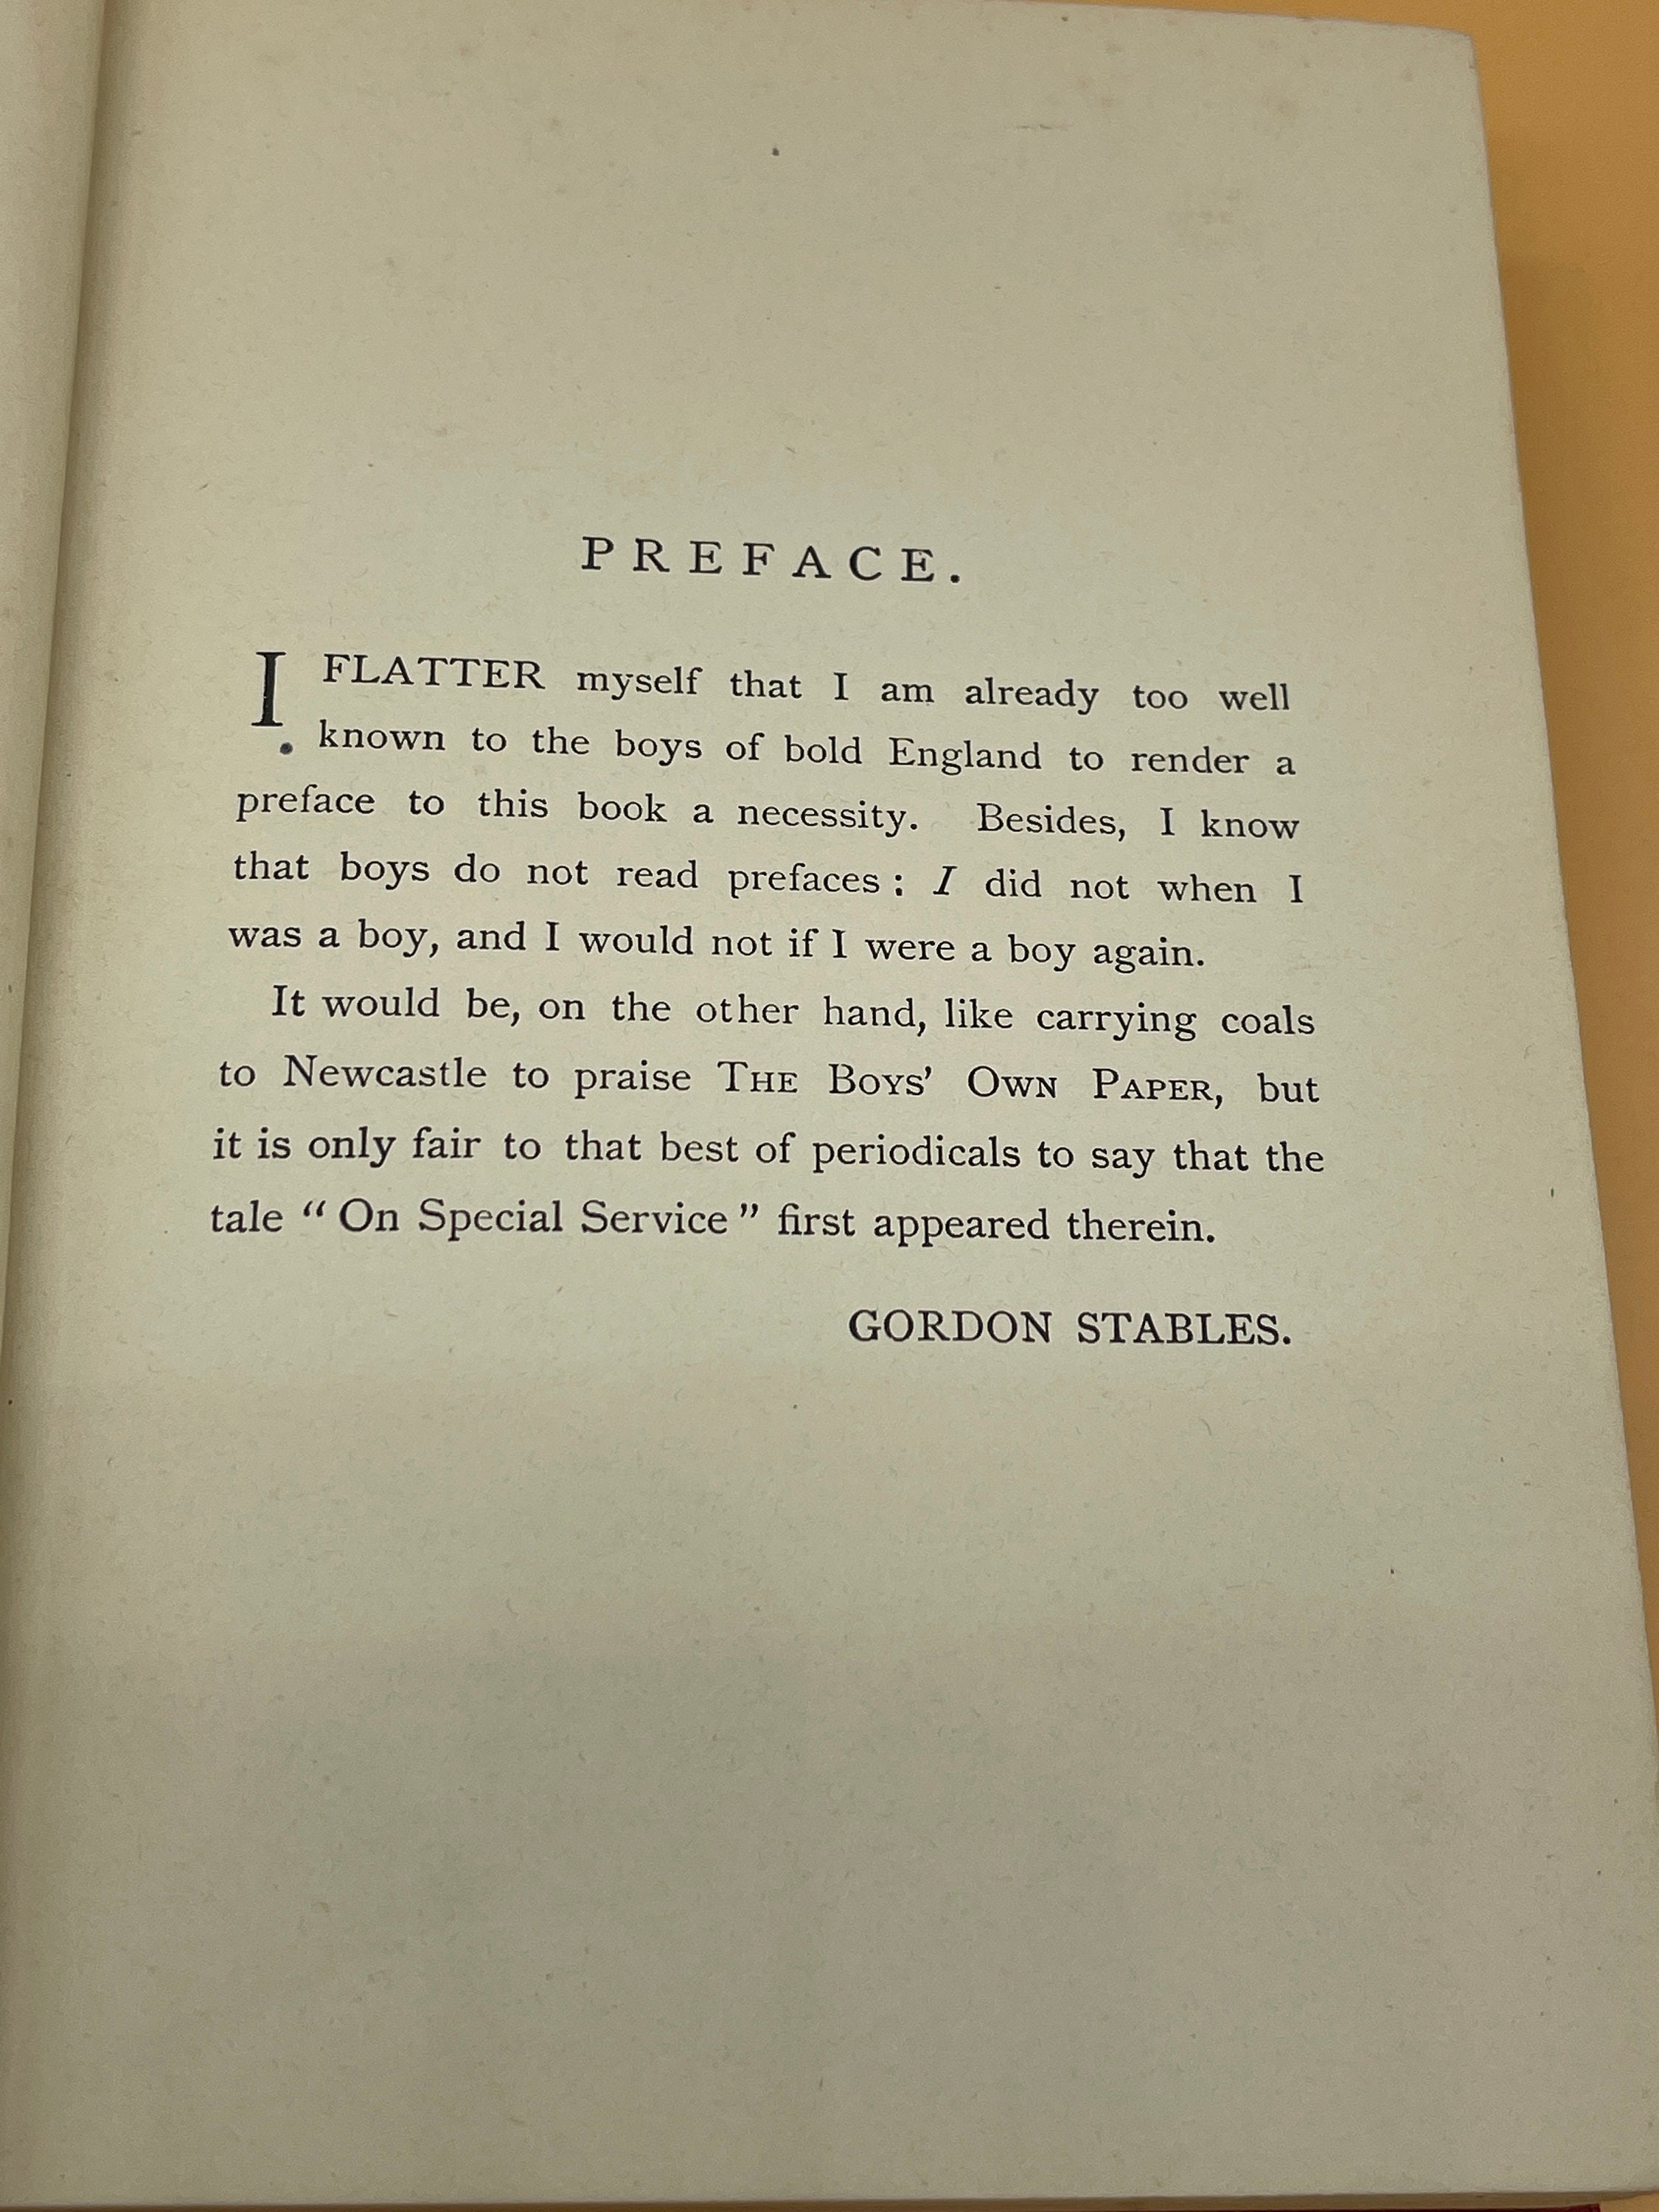 PREFACE.
I FLATTER myself that I am already too well
known to the boys of bold England to render a
preface to this book a necessity. Besides, I know
that boys do not read prefaces: I did not when I
was a boy, and I would not if I were a boy again.
It would be, on the other hand, like carrying coals
to Newcastle to praise THE BOYS' OWN PAPER, but
it is only fair to that best of periodicals to say that the
tale “On Special Service” first appeared therein.
GORDON STABLES.